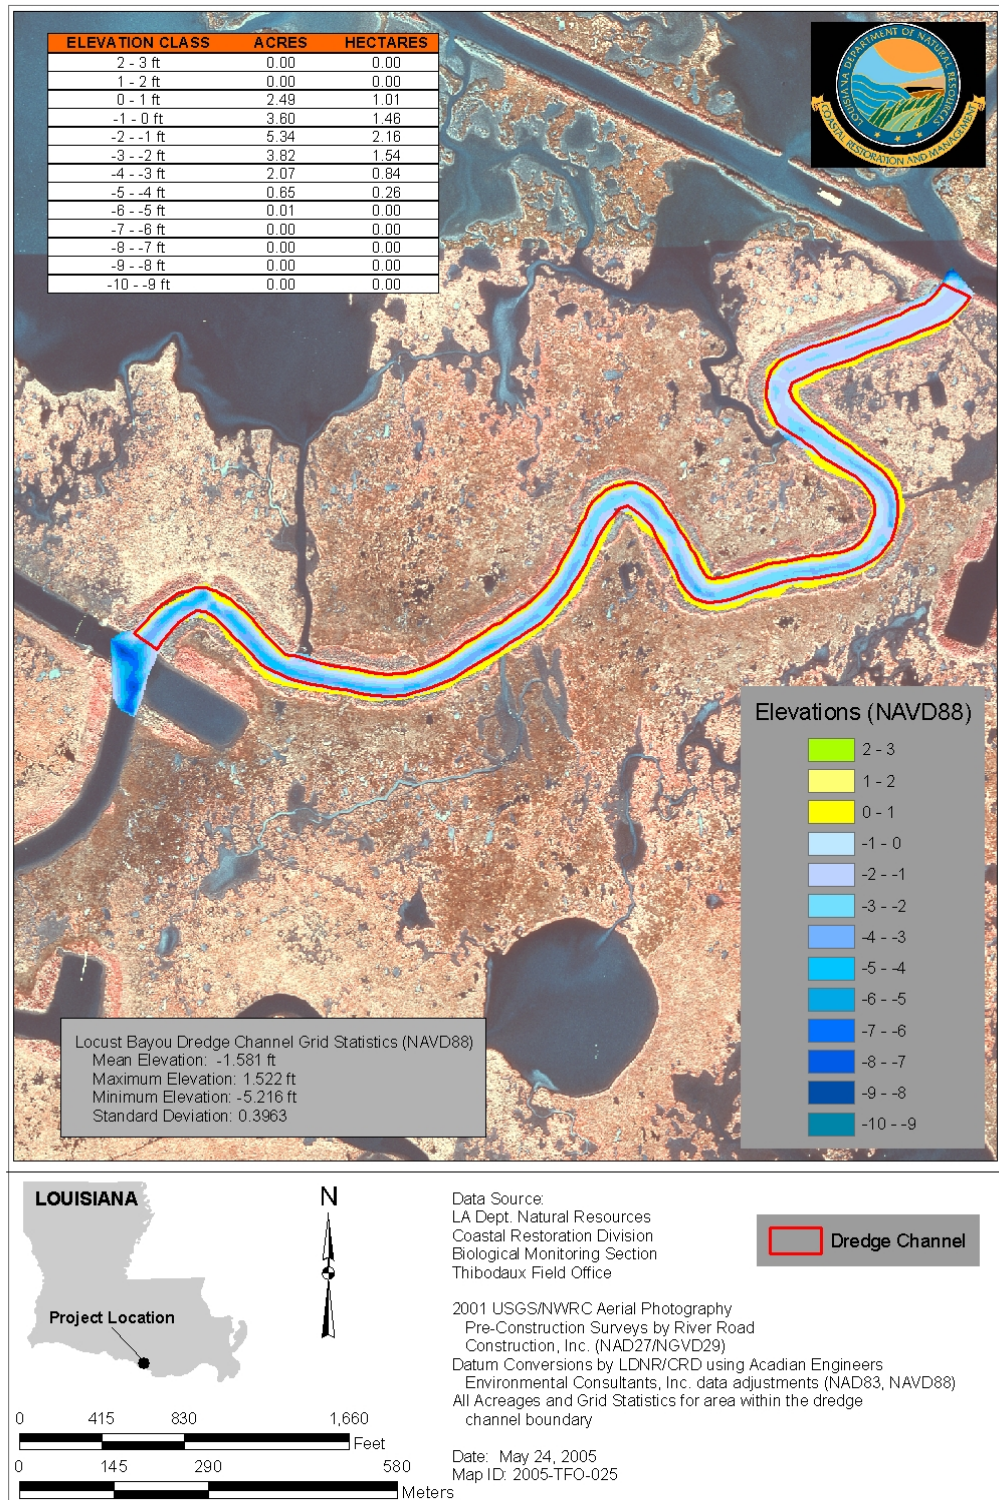 ELEVATION CLASS ACRES HECTARES
2 - 3 ft 0.00 0.00
1 - 2 ft 0.00 0.00
0 - 1 ft 2.49 1.01
-1 - 0 ft 3.60 1.46
-2 - -1 ft 5.34 2.16
-3 - -2 ft 3.82 1.54
-4 - -3 ft 2.07 0.84
-5 - -4 ft 0.65 0.26
-6 - -5 ft 0.01 0.00
-7 - -6 ft 0.00 0.00
-8 - -7 ft 0.00 0.00
-9 - -8 ft 0.00 0.00
-10 - -9 ft 0.00 0.00
LOUISIANA DEPARTMENT OF NATURAL RESOURCES
COASTAL RESTORATION AND MANAGEMENT
Elevations (NAVD88)
2 - 3
1 - 2
0 - 1
-1 - 0
-2 - -1
-3 - -2
-4 - -3
-5 - -4
-6 - -5
-7 - -6
-8 - -7
-9 - -8
-10 - -9
Locust Bayou Dredge Channel Grid Statistics (NAVD88)
Mean Elevation: -1.581 ft
Maximum Elevation: 1.522 ft
Minimum Elevation: -5.216 ft
Standard Deviation: 0.3963
LOUISIANA
Project Location
N
0 415 830 1,660
Feet
0 145 290 580
Meters
Data Source:
LA Dept. Natural Resources
Coastal Restoration Division
Biological Monitoring Section
Thibodaux Field Office
2001 USGS/NWRC Aerial Photography
Pre-Construction Surveys by River Road
Construction, Inc. (NAD27/NGVD29)
Datum Conversions by LDNR/CRD using Acadian Engineers
Environmental Consultants, Inc. data adjustments (NAD83, NAVD88)
All Acreages and Grid Statistics for area within the dredge
channel boundary
Date: May 24, 2005
Map ID: 2005-TFO-025
Dredge Channel